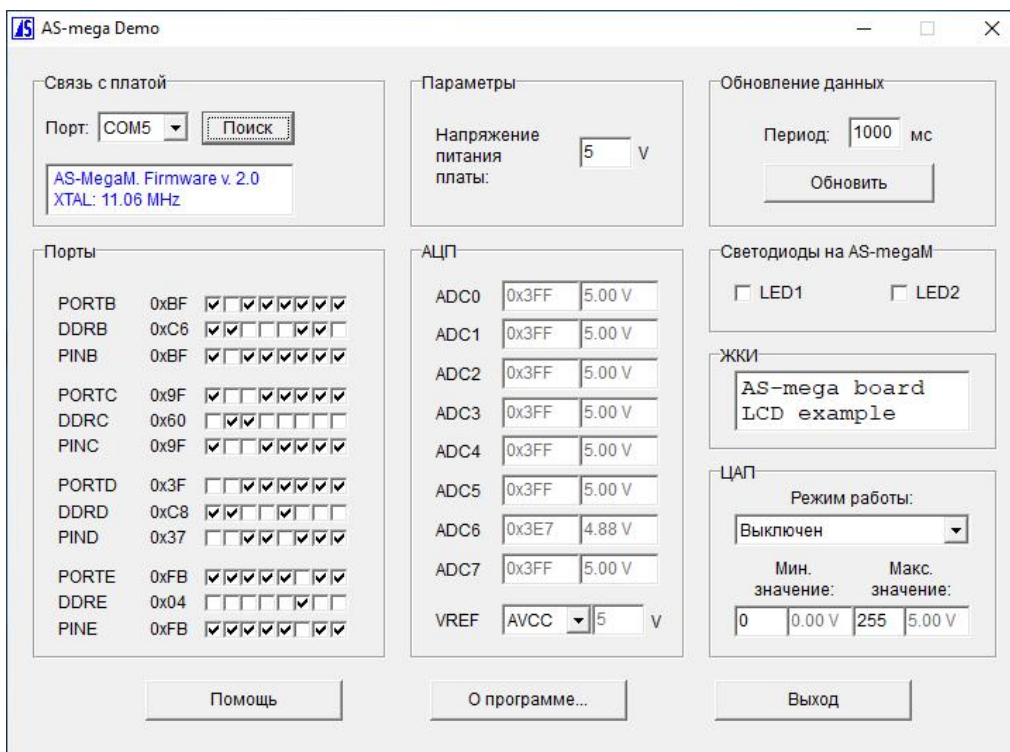 AS-mega Demo
Связь с платой
Порт: COM5 Поиск
AS-MegaM. Firmware v. 2.0
XTAL: 11.06 MHz
Параметры
Напряжение
питания
платы:
5 V
Обновление данных
Период: 1000 мс
Обновить
Порты
PORTB 0xBF
DDRB 0xC6
PINB 0xBF
PORTC 0x9F
DDRC 0x60
PINC 0x9F
PORTD 0x3F
DDRD 0xC8
PIND 0x37
PORTE 0xFB
DDRE 0x04
PINE 0xFB
АЦП
ADC0 0x3FF 5.00 V
ADC1 0x3FF 5.00 V
ADC2 0x3FF 5.00 V
ADC3 0x3FF 5.00 V
ADC4 0x3FF 5.00 V
ADC5 0x3FF 5.00 V
ADC6 0x3E7 4.88 V
ADC7 0x3FF 5.00 V
VREF AVCC 5 V
Светодиоды на AS-megaM
LED1 LED2
ЖКИ
AS-mega board
LCD example
ЦАП
Режим работы:
Выключен
Мин. Макс.
значение: значение:
0 0.00 V 255 5.00 V
Помощь О программе... Выход